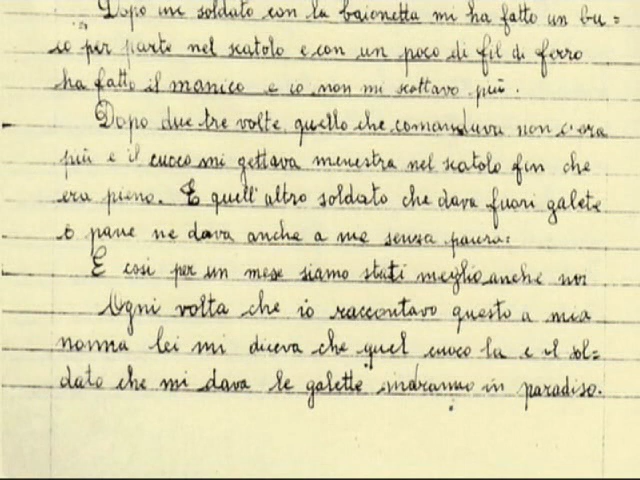 Dopo un soldato con la baionetta mi ha fatto un bu=
co per parte nel scatolo e con un poco di fil di ferro
ha fatto il manico e io non mi scottavo più.
Dopo due tre volte, quello che comandava non c'era
più e il cuoco mi gettava menestra nel scatolo fin che
era pieno. E quell'altro soldato che dava fuori galete
o pane ne dava anche a me senza paura:
E così per un mese siamo stati meglio anche noi
Ogni volta che io raccontavo questo a mia
nonna lei mi diceva che quel cuoco la e il sol=
dato che mi dava le galette andranno in paradiso.